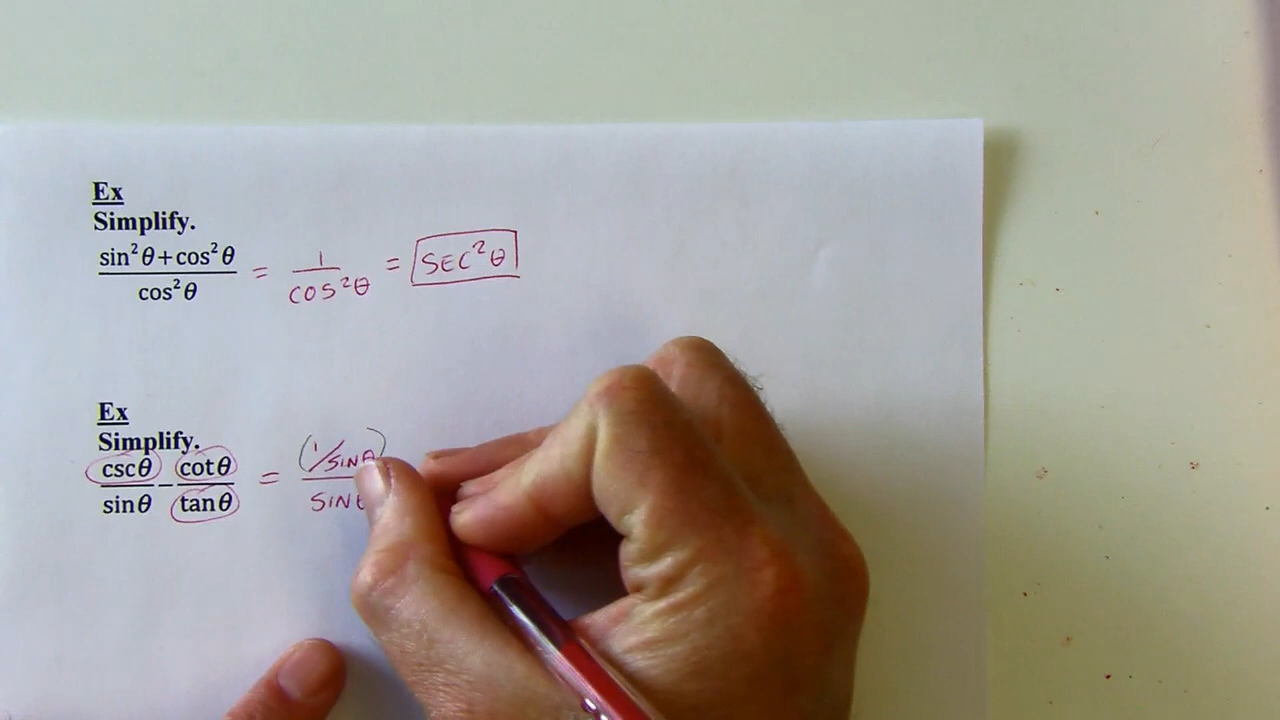 Ex
Simplify.
sin²θ+cos²θ / cos²θ = 1 / COS²θ = SEC²θ
Ex
Simplify.
cscθ / sinθ − cotθ / tanθ = (1/SINθ) / SINθ